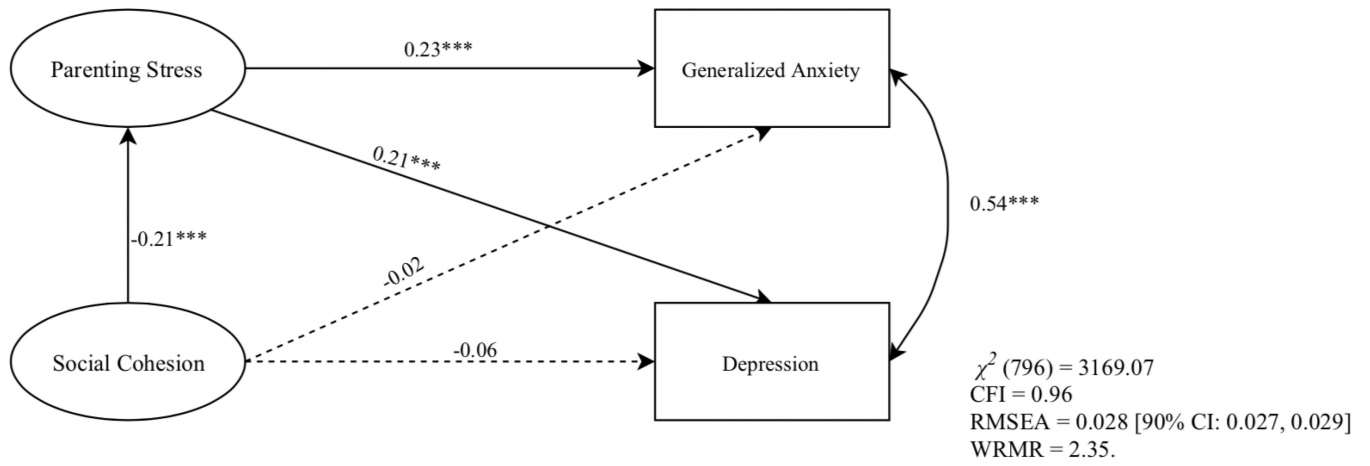 0.23***
Parenting Stress
Generalized Anxiety
0.21***
0.54***
-0.21***
-0.02
-0.06
Social Cohesion
Depression
χ² (796) = 3169.07
CFI = 0.96
RMSEA = 0.028 [90% CI: 0.027, 0.029]
WRMR = 2.35.